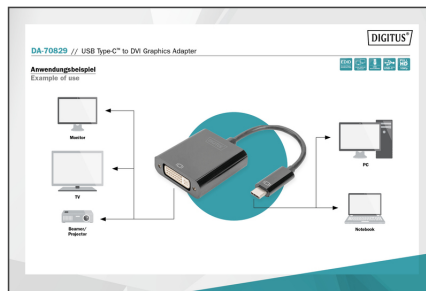 DIGITUS®
DA-70829 // USB Type-C™ to DVI Graphics Adapter
Anwendungsbeispiel
Example of use
Monitor
TV
Beamer/
Projector
PC
Notebook